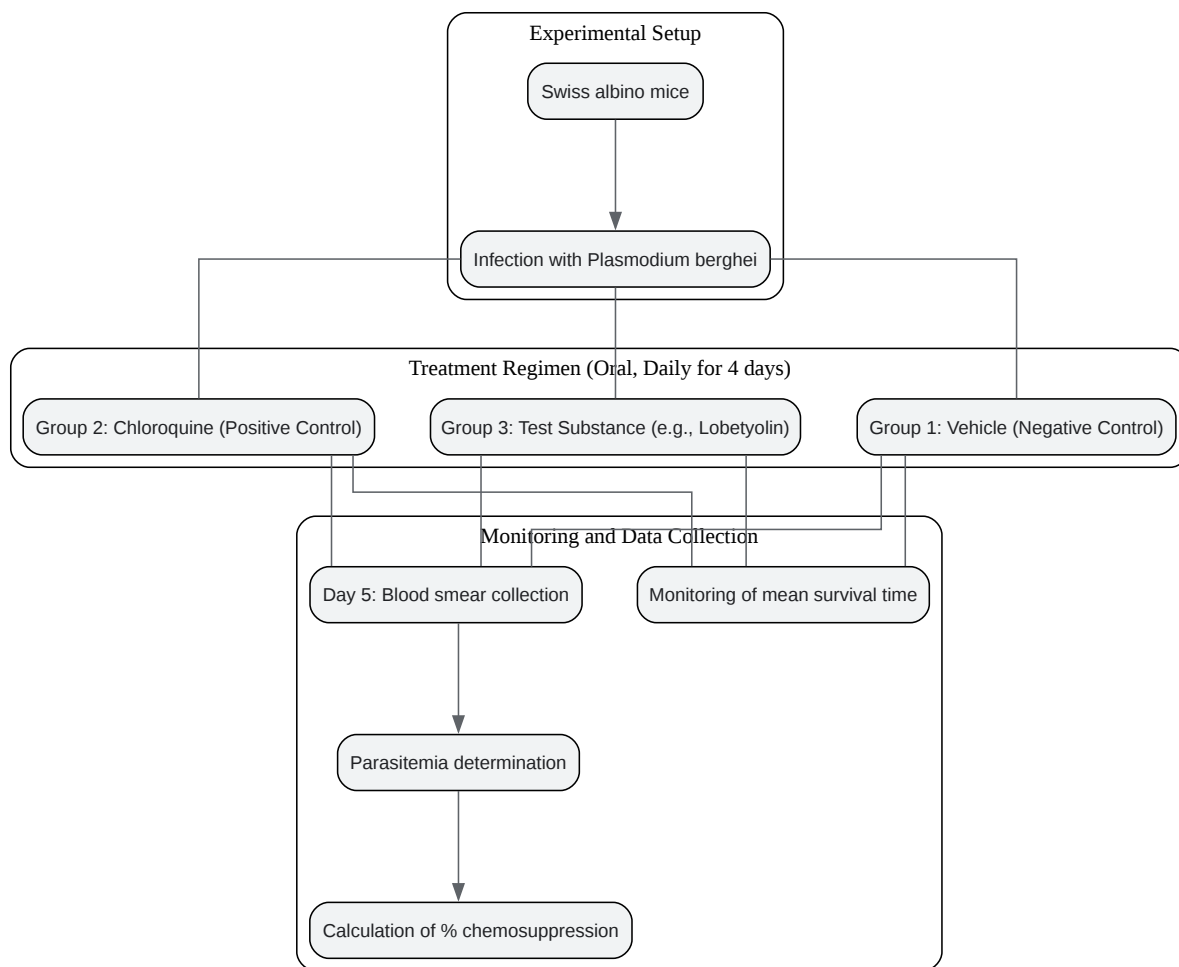 Experimental Setup
Swiss albino mice
Infection with Plasmodium berghei
Treatment Regimen (Oral, Daily for 4 days)
Group 2: Chloroquine (Positive Control)
Group 3: Test Substance (e.g., Lobetyolin)
Group 1: Vehicle (Negative Control)
Monitoring and Data Collection
Day 5: Blood smear collection
Monitoring of mean survival time
Parasitemia determination
Calculation of % chemosuppression